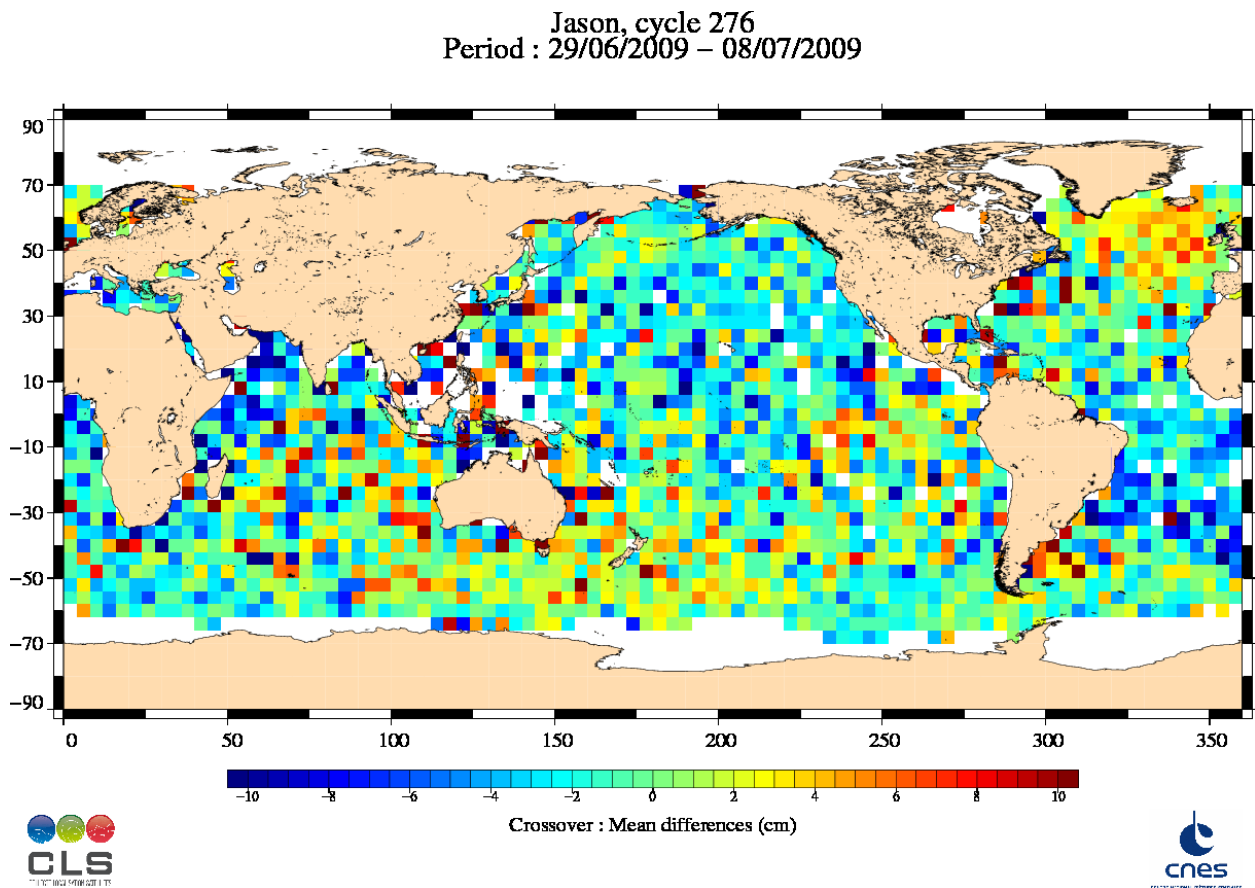 Jason, cycle 276
Period : 29/06/2009 – 08/07/2009
90
70
50
30
10
−10
−30
−50
−70
−90
0 50 100 150 200 250 300 350
−10 −8 −6 −4 −2 0 2 4 6 8 10
Crossover : Mean differences (cm)
CLS
cnes